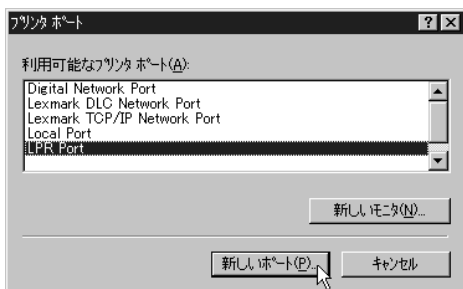 プリンタ ポート
利用可能なプリンタ ポート(A):
Digital Network Port
Lexmark DLC Network Port
Lexmark TCP/IP Network Port
Local Port
LPR Port
新しいモニタ(N)...
新しいポート(P)...
キャンセル